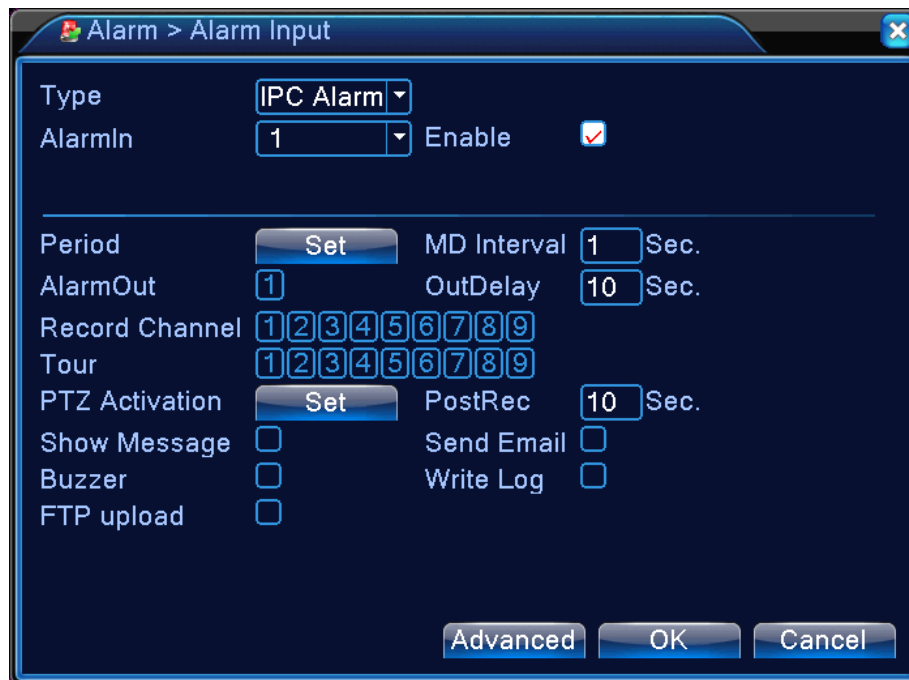 Alarm > Alarm Input
Type IPC Alarm
AlarmIn 1 Enable
Period Set MD Interval 1 Sec.
AlarmOut 1 OutDelay 10 Sec.
Record Channel 1 2 3 4 5 6 7 8 9
Tour 1 2 3 4 5 6 7 8 9
PTZ Activation Set PostRec 10 Sec.
Show Message Send Email
Buzzer Write Log
FTP upload
Advanced OK Cancel